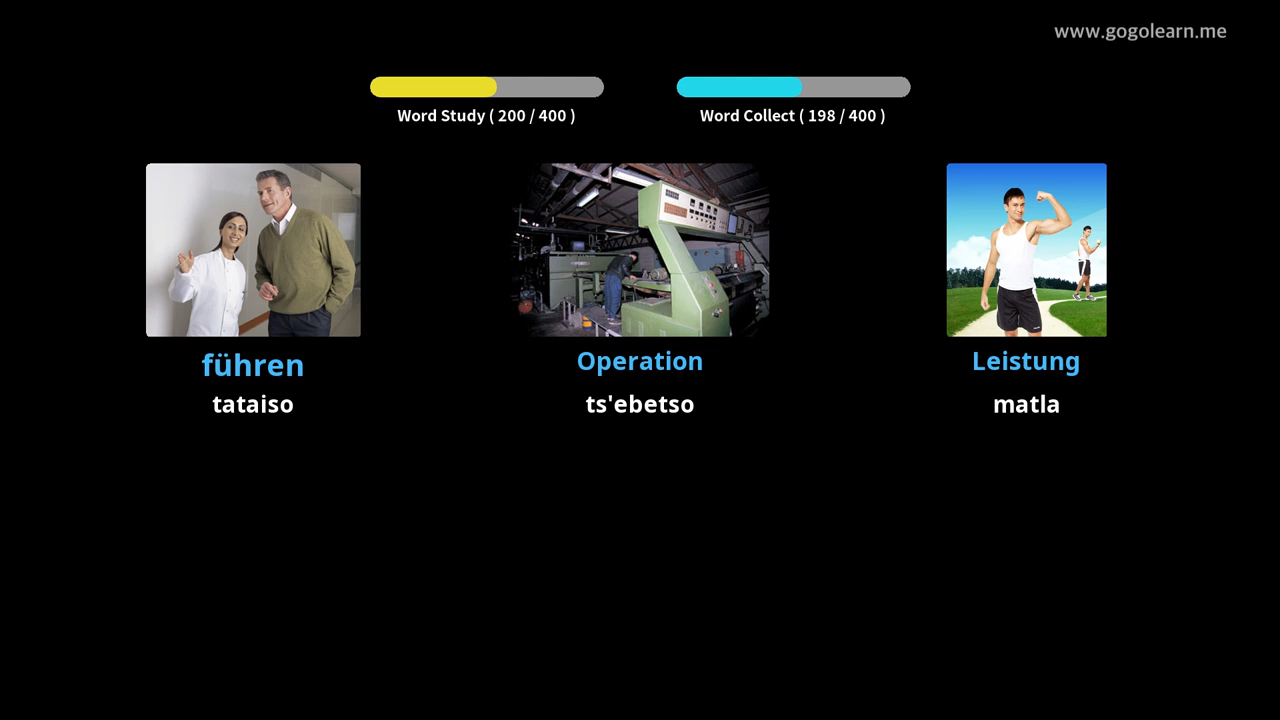 www.gogolearn.me
Word Study ( 200 / 400 )
Word Collect ( 198 / 400 )
führen
Operation
Leistung
tataiso
ts'ebetso
matla